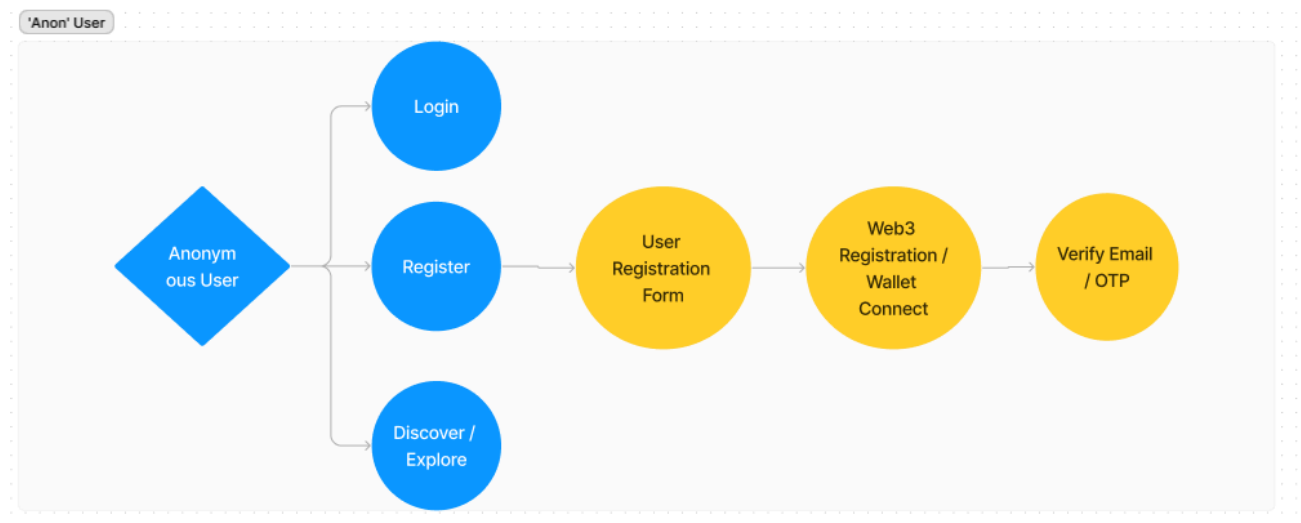 'Anon' User
Login
Anonym
ous User
Register
User
Registration
Form
Web3
Registration /
Wallet
Connect
Verify Email
/ OTP
Discover /
Explore